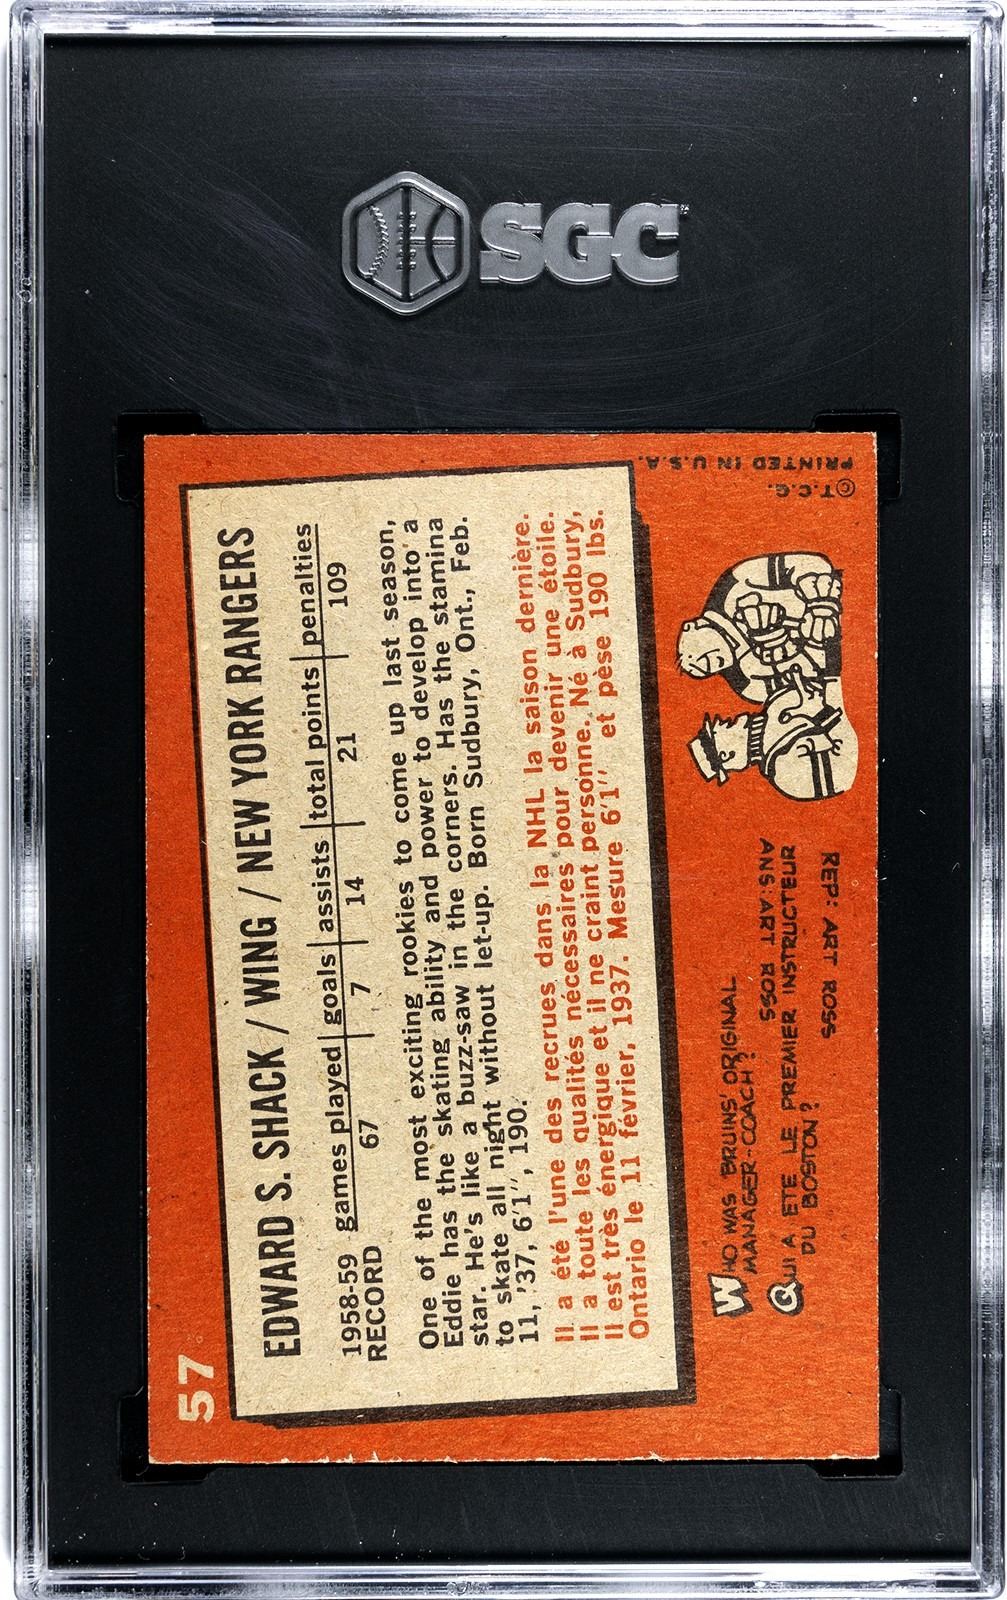 SGC
57
EDWARD S. SHACK / WING / NEW YORK RANGERS
1958-59 games played goals assists total points penalties
RECORD 67 7 14 21 109
One of the most exciting rookies to come up last season,
Eddie has the skating ability and power to develop into a
star. He's like a buzz-saw in the corners. Has the stamina
to skate all night without let-up. Born Sudbury, Ont., Feb.
11, '37, 6'1", 190.
Il a été l'une des recrues dans la NHL la saison dernière.
Il a toute les qualités nécessaires pour devenir une étoile.
Il est très énergique et il ne craint personne. Né à Sudbury,
Ontario le 11 février, 1937. Mesure 6'1" et pèse 190 lbs.
WHO WAS BRUINS' ORIGINAL
MANAGER-COACH?
ANS: ART ROSS
QUI A ETE LE PREMIER INSTRUCTEUR
DU BOSTON?
REP: ART ROSS
© T.C.G.
PRINTED IN U.S.A.